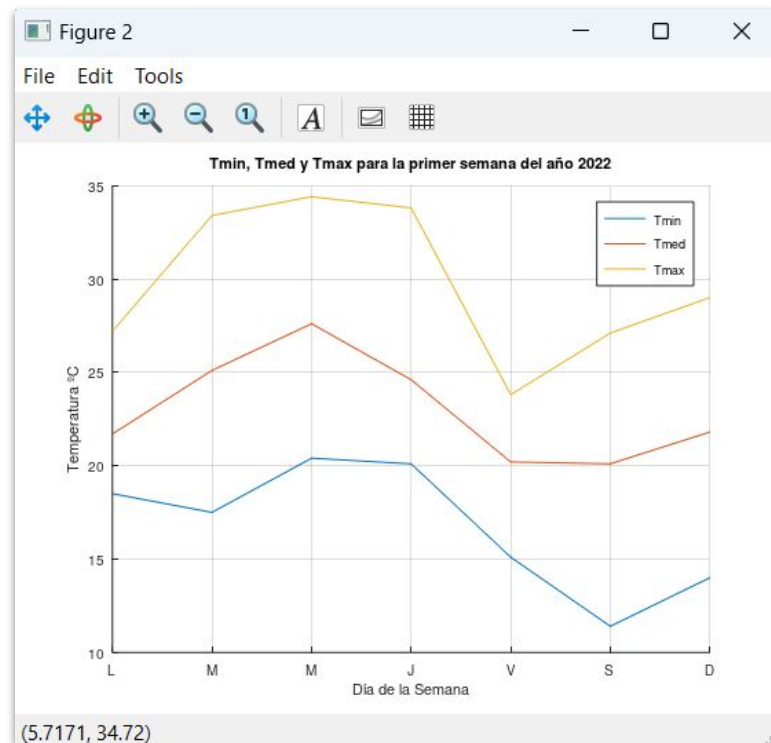 Figure 2
File Edit Tools
A
Tmin, Tmed y Tmax para la primer semana del año 2022
35
30
25
20
15
10
Temperatura ºC
Tmin
Tmed
Tmax
L M M J V S D
Día de la Semana
(5.7171, 34.72)